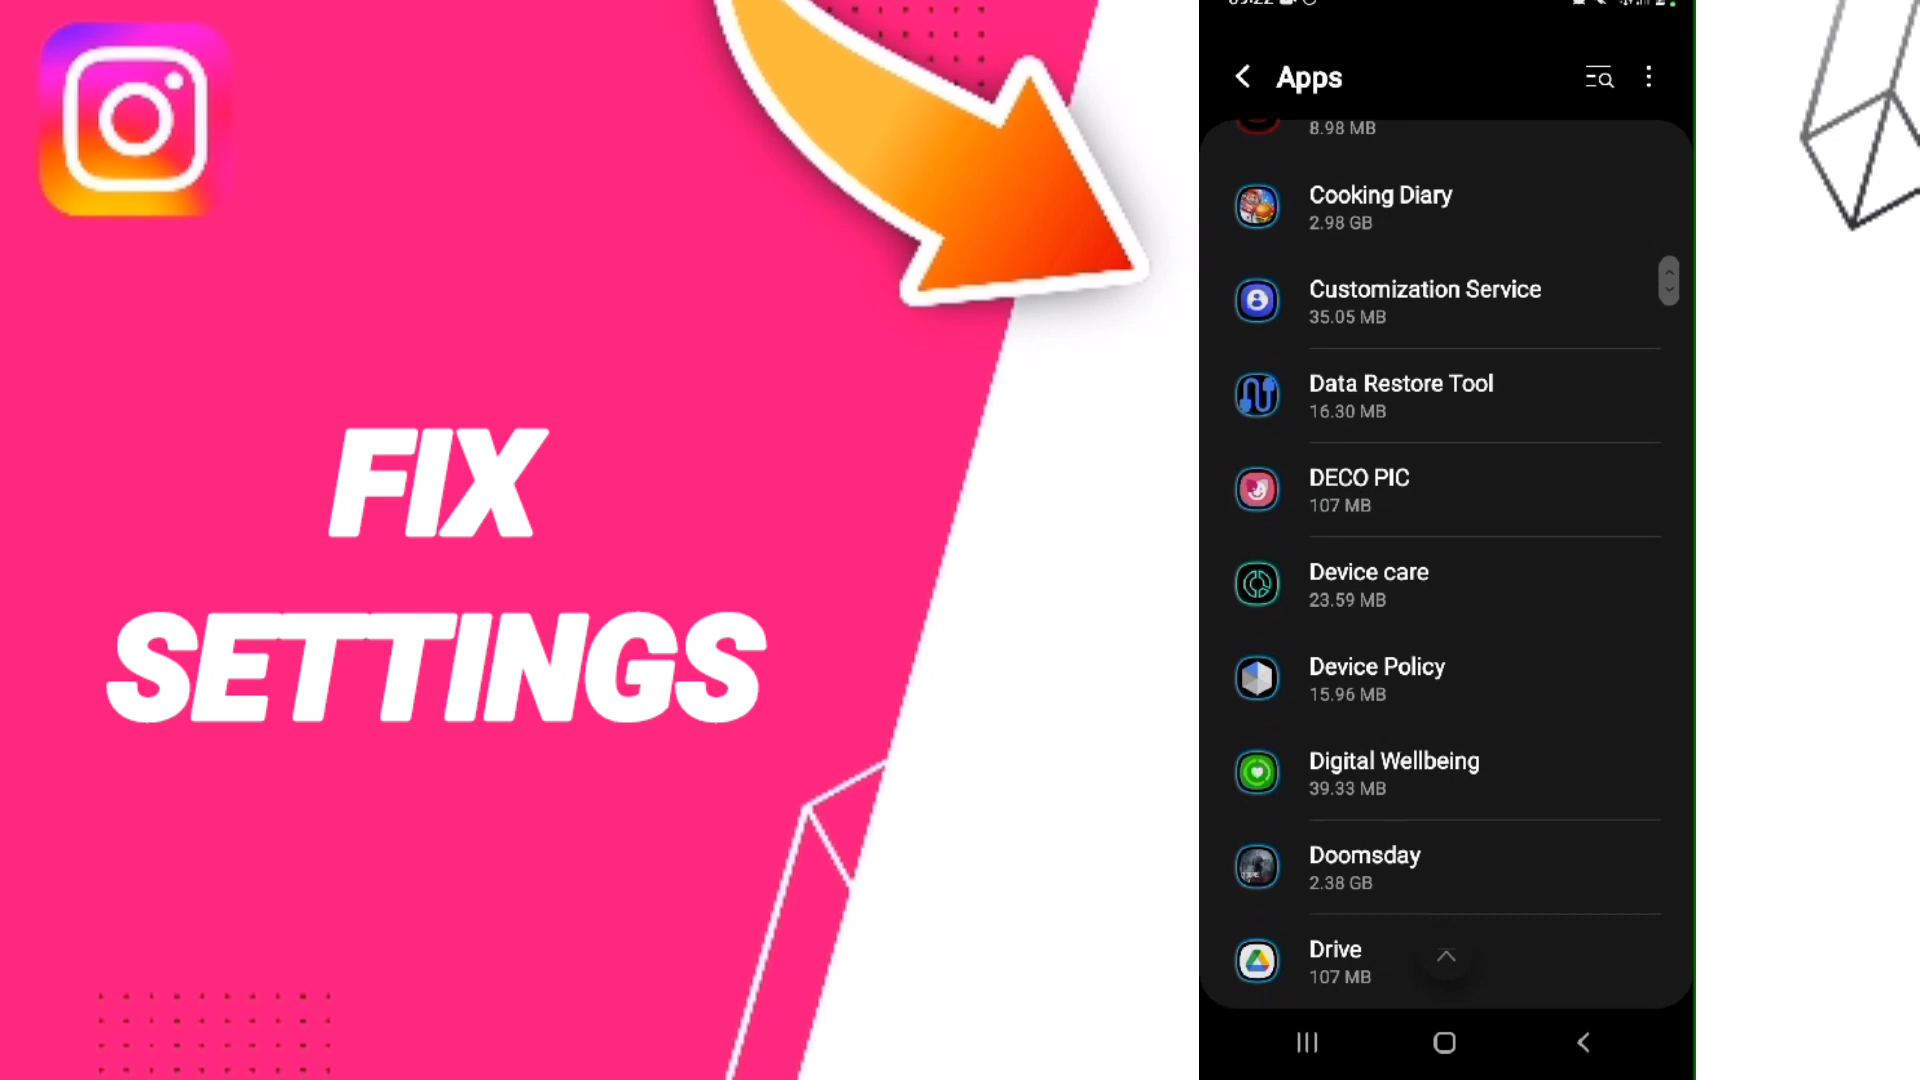 FIX
SETTINGS
Apps
8.98 MB
Cooking Diary
2.98 GB
Customization Service
35.05 MB
Data Restore Tool
16.30 MB
DECO PIC
107 MB
Device care
23.59 MB
Device Policy
15.96 MB
Digital Wellbeing
39.33 MB
Doomsday
2.38 GB
Drive
107 MB